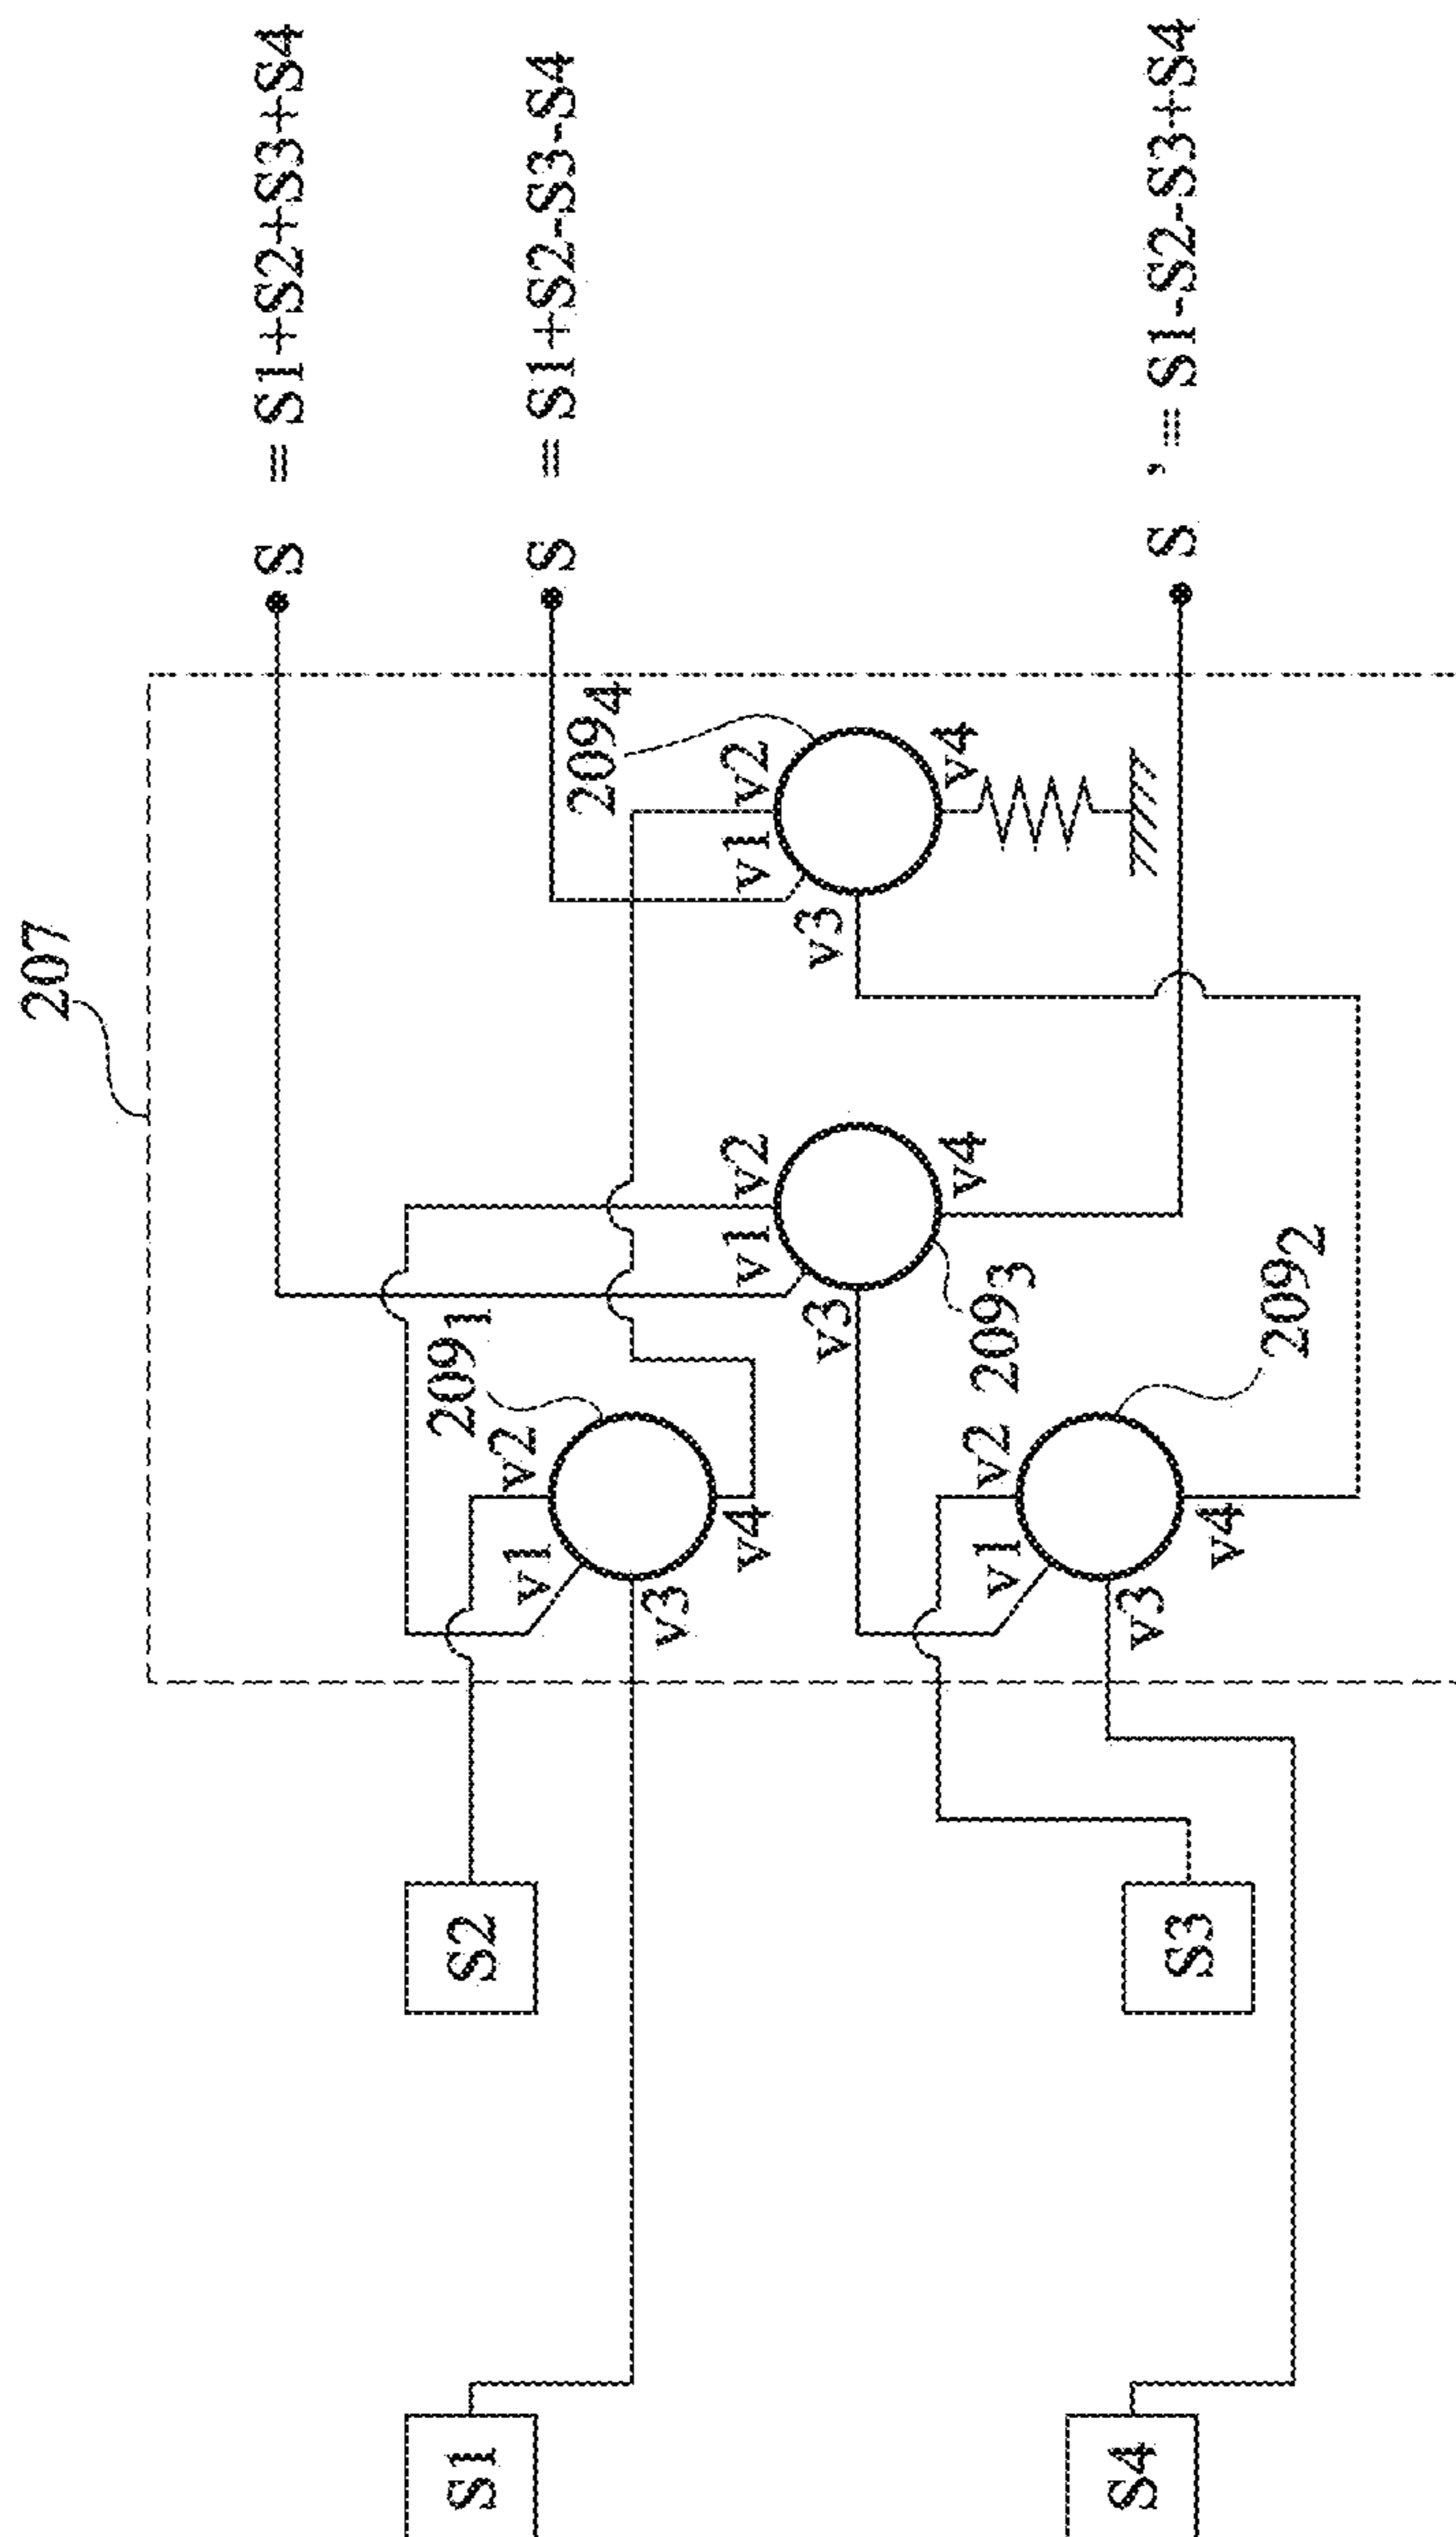 207
S = S1+S2+S3+S4
S = S1+S2-S3-S4
S ’= S1-S2-S3+S4
209₁
v1
v2
v3
v4
209₂
v1
v2
v3
v4
209₃
v1
v2
v3
v4
209₄
v1
v2
v3
v4
S1
S2
S3
S4